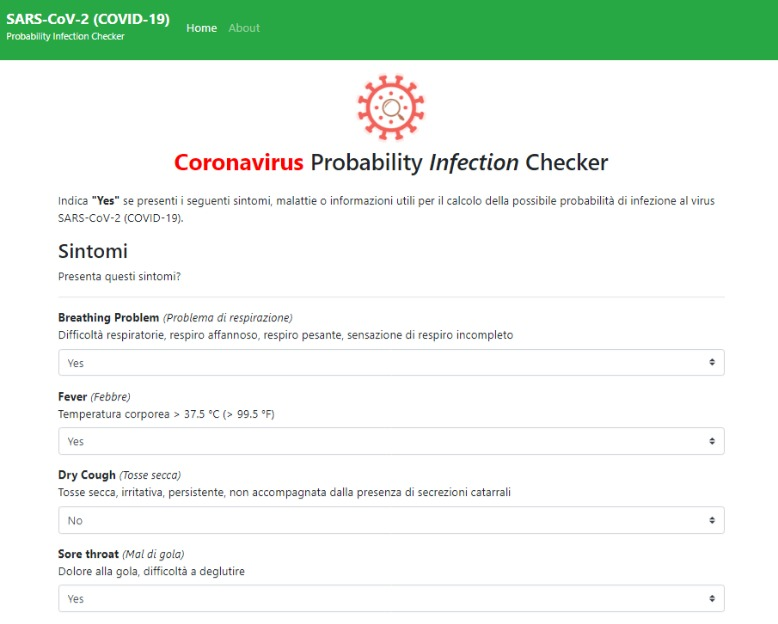 SARS-CoV-2 (COVID-19)
Probability Infection Checker
Home About
Coronavirus Probability Infection Checker
Indica "Yes" se presenti i seguenti sintomi, malattie o informazioni utili per il calcolo della possibile probabilità di infezione al virus
SARS-CoV-2 (COVID-19).
Sintomi
Presenta questi sintomi?
Breathing Problem (Problema di respirazione)
Difficoltà respiratorie, respiro affannoso, respiro pesante, sensazione di respiro incompleto
Yes
Fever (Febbre)
Temperatura corporea > 37.5 °C (> 99.5 °F)
Yes
Dry Cough (Tosse secca)
Tosse secca, irritativa, persistente, non accompagnata dalla presenza di secrezioni catarrali
No
Sore throat (Mal di gola)
Dolore alla gola, difficoltà a deglutire
Yes